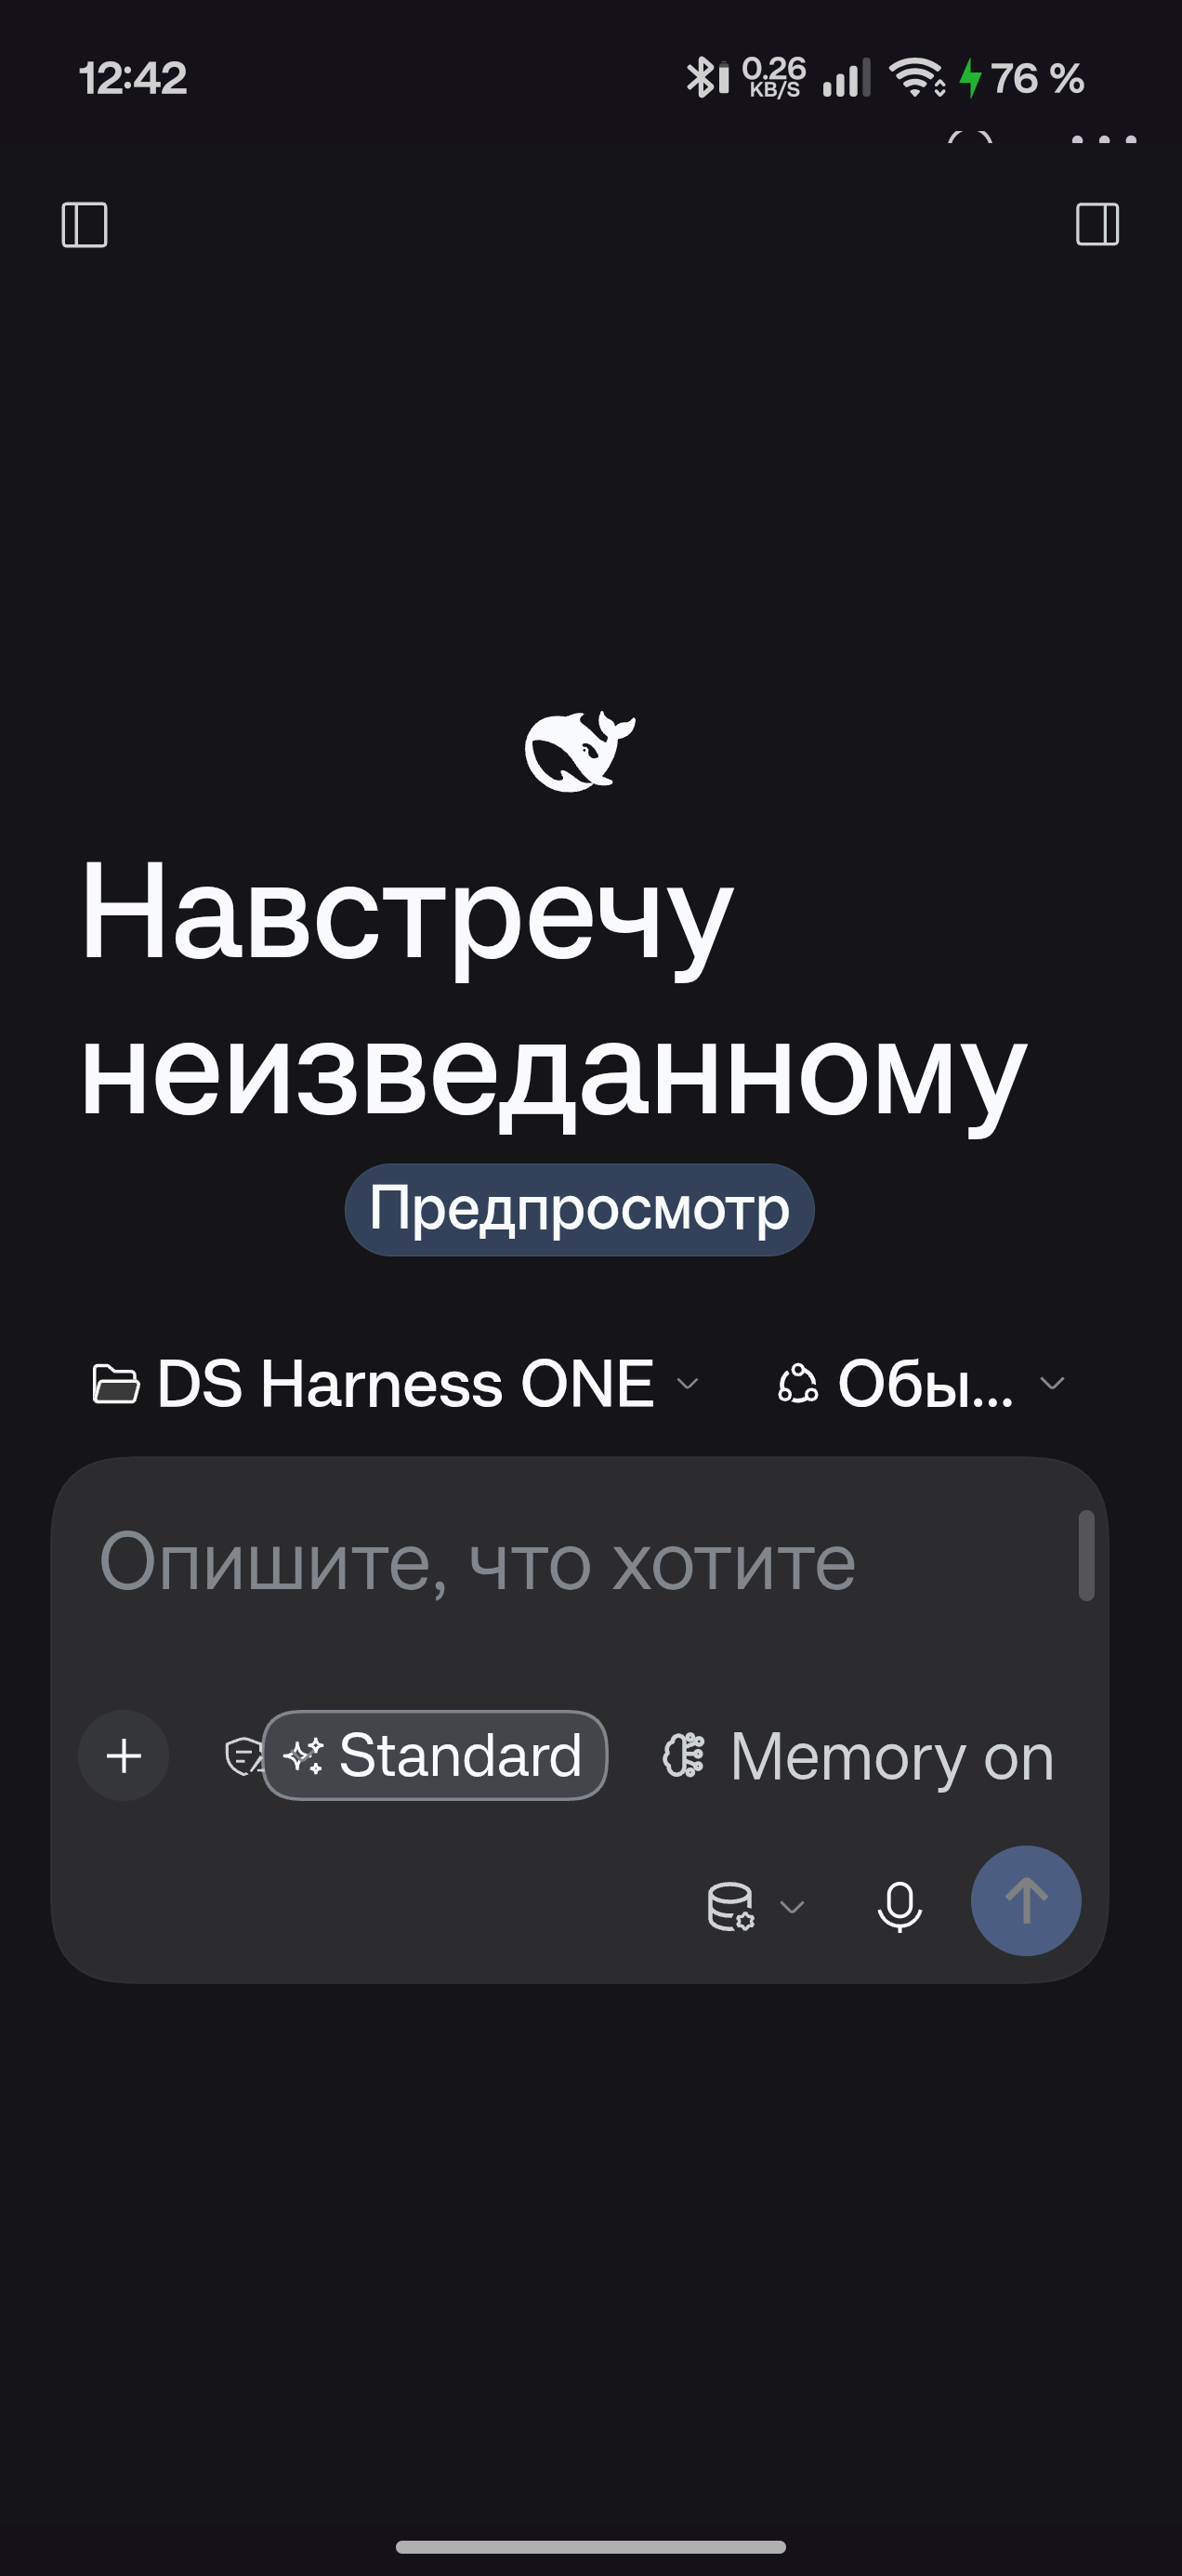 12:42
0.26
KB/S
76 %
Навстречу
неизведанному
Предпросмотр
DS Harness ONE
Обы...
Опишите, что хотите
Standard
Memory on